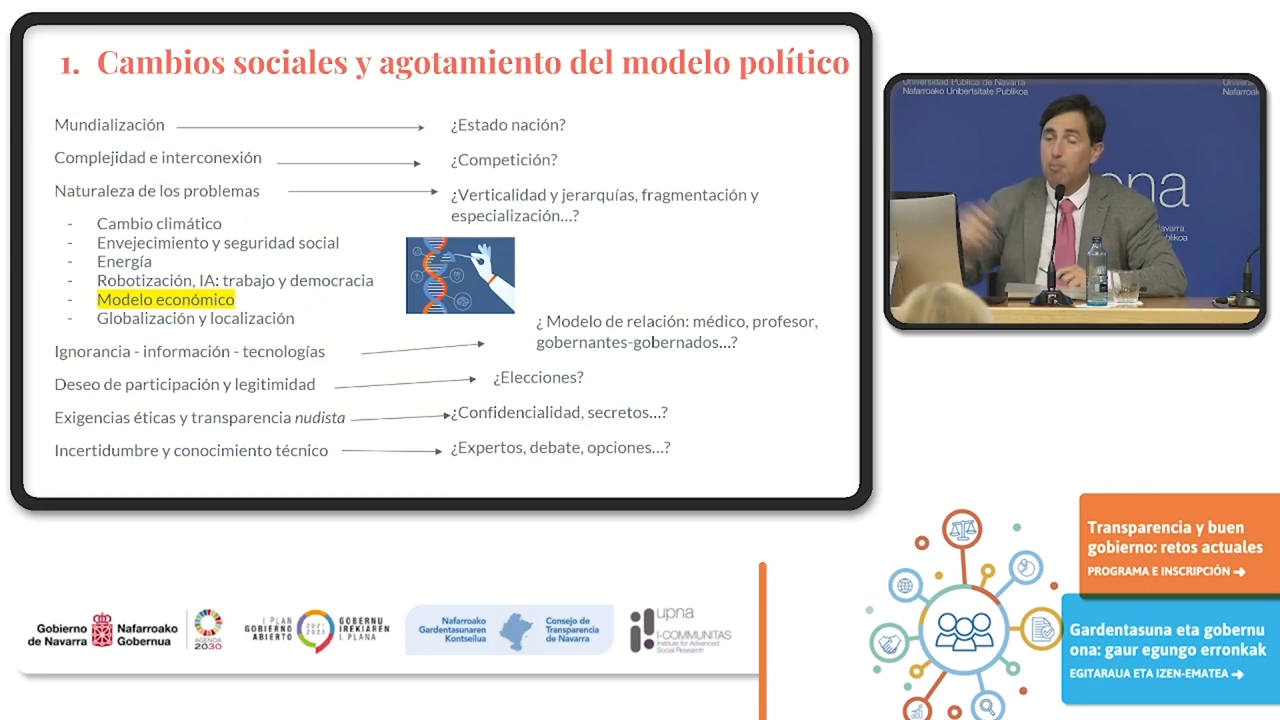 1. Cambios sociales y agotamiento del modelo político
Mundialización
¿Estado nación?
Complejidad e interconexión
¿Competición?
Naturaleza de los problemas
¿Verticalidad y jerarquías, fragmentación y
especialización...?
- Cambio climático
- Envejecimiento y seguridad social
- Energía
- Robotización, IA: trabajo y democracia
- Modelo económico
- Globalización y localización
¿ Modelo de relación: médico, profesor,
gobernantes-gobernados...?
Ignorancia - información - tecnologías
Deseo de participación y legitimidad
¿Elecciones?
Exigencias éticas y transparencia nudista
¿Confidencialidad, secretos...?
Incertidumbre y conocimiento técnico
¿Expertos, debate, opciones...?
Universidad Pública de Navarra
Nafarroako Unibertsitate Publikoa
Nafarroak
Navarra
Publikoa
Transparencia y buen
gobierno: retos actuales
PROGRAMA E INSCRIPCIÓN
Gardentasuna eta gobernu
ona: gaur egungo erronkak
EGITARAUA ETA IZEN-EMATEA
Gobierno
de Navarra
Nafarroako
Gobernua
AGENDA
2030
I PLAN
GOBIERNO
ABIERTO
2021
2023
GOBERNU
IREKIAREN
I. PLANA
Nafarroako
Gardentasunaren
Kontseilua
Consejo de
Transparencia
de Navarra
upna
I-COMMUNITAS
Institute for Advanced
Social Research